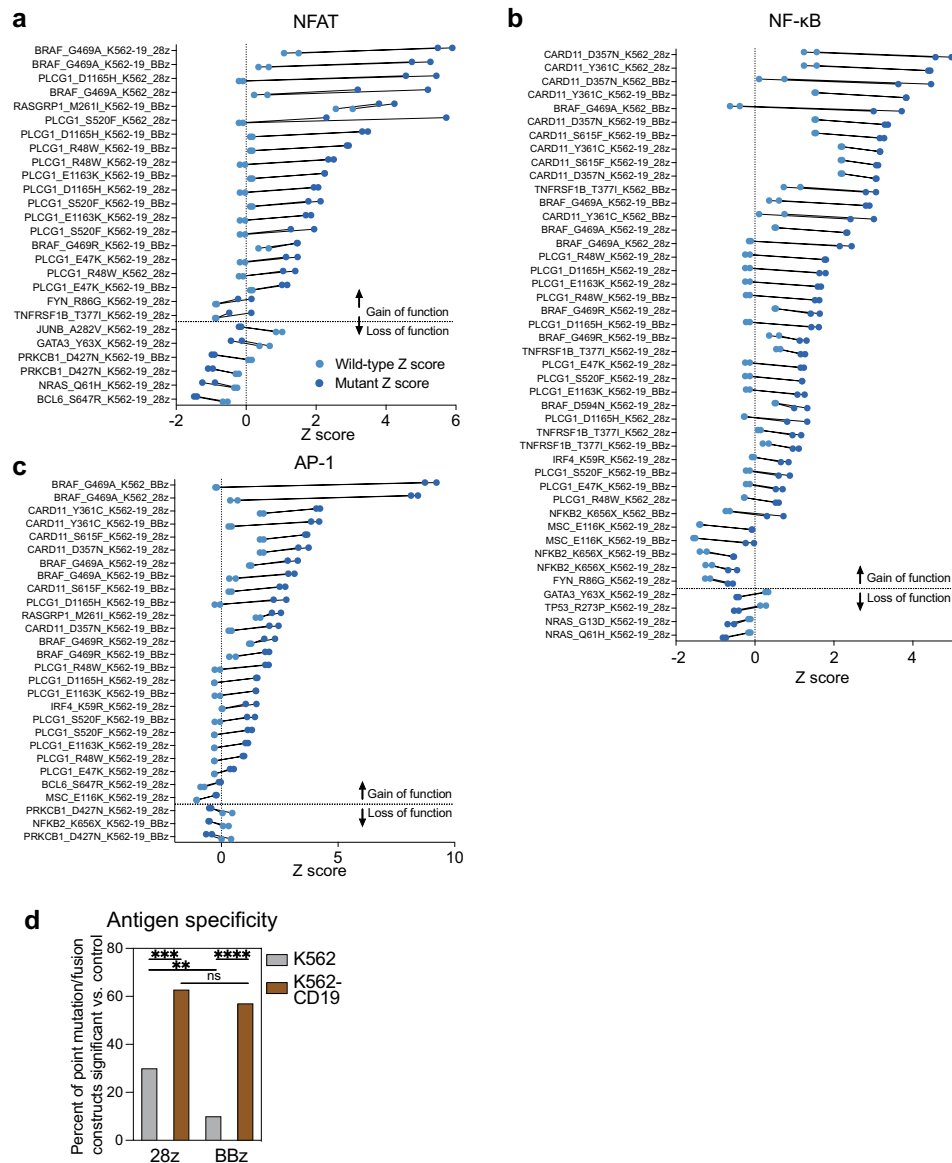 a
NFAT
BRAF_G469A_K562-19_28z
BRAF_G469A_K562-19_BBz
PLCG1_D1165H_K562_28z
BRAF_G469A_K562_28z
RASGRP1_M261I_K562-19_BBz
PLCG1_S520F_K562_28z
PLCG1_D1165H_K562-19_BBz
PLCG1_R48W_K562-19_BBz
PLCG1_R48W_K562-19_28z
PLCG1_E1163K_K562-19_BBz
PLCG1_D1165H_K562-19_28z
PLCG1_S520F_K562-19_BBz
PLCG1_E1163K_K562-19_28z
PLCG1_S520F_K562-19_28z
BRAF_G469R_K562-19_BBz
PLCG1_E47K_K562-19_28z
PLCG1_R48W_K562_28z
PLCG1_E47K_K562-19_BBz
FYN_R86G_K562-19_28z
TNFRSF1B_T377I_K562-19_28z
JUNB_A282V_K562-19_28z
GATA3_Y63X_K562-19_28z
PRKCB1_D427N_K562-19_BBz
PRKCB1_D427N_K562-19_28z
NRAS_Q61H_K562-19_28z
BCL6_S647R_K562-19_28z
Gain of function
Loss of function
Wild-type Z score
Mutant Z score
-2 0 2 4 6
Z score
b
NF-κB
CARD11_D357N_K562_28z
CARD11_Y361C_K562_28z
CARD11_D357N_K562_BBz
CARD11_Y361C_K562-19_BBz
BRAF_G469A_K562_BBz
CARD11_D357N_K562-19_BBz
CARD11_S615F_K562-19_BBz
CARD11_Y361C_K562-19_28z
CARD11_S615F_K562-19_28z
CARD11_D357N_K562-19_28z
TNFRSF1B_T377I_K562_BBz
BRAF_G469A_K562-19_BBz
CARD11_Y361C_K562_BBz
BRAF_G469A_K562-19_28z
BRAF_G469A_K562_28z
PLCG1_R48W_K562-19_BBz
PLCG1_D1165H_K562-19_28z
PLCG1_E1163K_K562-19_28z
PLCG1_R48W_K562-19_28z
BRAF_G469R_K562-19_28z
PLCG1_D1165H_K562-19_BBz
BRAF_G469R_K562-19_BBz
TNFRSF1B_T377I_K562-19_28z
PLCG1_E47K_K562-19_28z
PLCG1_S520F_K562-19_28z
PLCG1_E1163K_K562-19_BBz
BRAF_D594N_K562-19_28z
PLCG1_D1165H_K562_28z
TNFRSF1B_T377I_K562_28z
TNFRSF1B_T377I_K562-19_BBz
IRF4_K59R_K562-19_28z
PLCG1_S520F_K562-19_BBz
PLCG1_E47K_K562-19_BBz
PLCG1_R48W_K562_28z
NFKB2_K656X_K562_BBz
MSC_E116K_K562-19_28z
MSC_E116K_K562-19_BBz
NFKB2_K656X_K562-19_BBz
NFKB2_K656X_K562-19_28z
FYN_R86G_K562-19_28z
GATA3_Y63X_K562-19_28z
TP53_R273P_K562-19_28z
NRAS_G13D_K562-19_28z
NRAS_Q61H_K562-19_28z
Gain of function
Loss of function
-2 0 2 4
Z score
c
AP-1
BRAF_G469A_K562_BBz
BRAF_G469A_K562_28z
CARD11_Y361C_K562-19_28z
CARD11_Y361C_K562-19_BBz
CARD11_S615F_K562-19_28z
CARD11_D357N_K562-19_28z
BRAF_G469A_K562-19_28z
BRAF_G469A_K562-19_BBz
CARD11_S615F_K562-19_BBz
PLCG1_D1165H_K562-19_BBz
RASGRP1_M261I_K562-19_28z
CARD11_D357N_K562-19_BBz
BRAF_G469R_K562-19_28z
BRAF_G469R_K562-19_BBz
PLCG1_R48W_K562-19_BBz
PLCG1_D1165H_K562-19_28z
PLCG1_E1163K_K562-19_BBz
IRF4_K59R_K562-19_28z
PLCG1_S520F_K562-19_BBz
PLCG1_S520F_K562-19_28z
PLCG1_E1163K_K562-19_28z
PLCG1_R48W_K562-19_28z
PLCG1_E47K_K562-19_28z
BCL6_S647R_K562-19_BBz
MSC_E116K_K562-19_28z
PRKCB1_D427N_K562-19_28z
NFKB2_K656X_K562-19_BBz
PRKCB1_D427N_K562-19_BBz
Gain of function
Loss of function
0 5 10
Z score
d
Antigen specificity
Percent of point mutation/fusion
constructs significant vs. control
80
60
40
20
0
*** ****
**
ns
K562
K562-
CD19
28z BBz